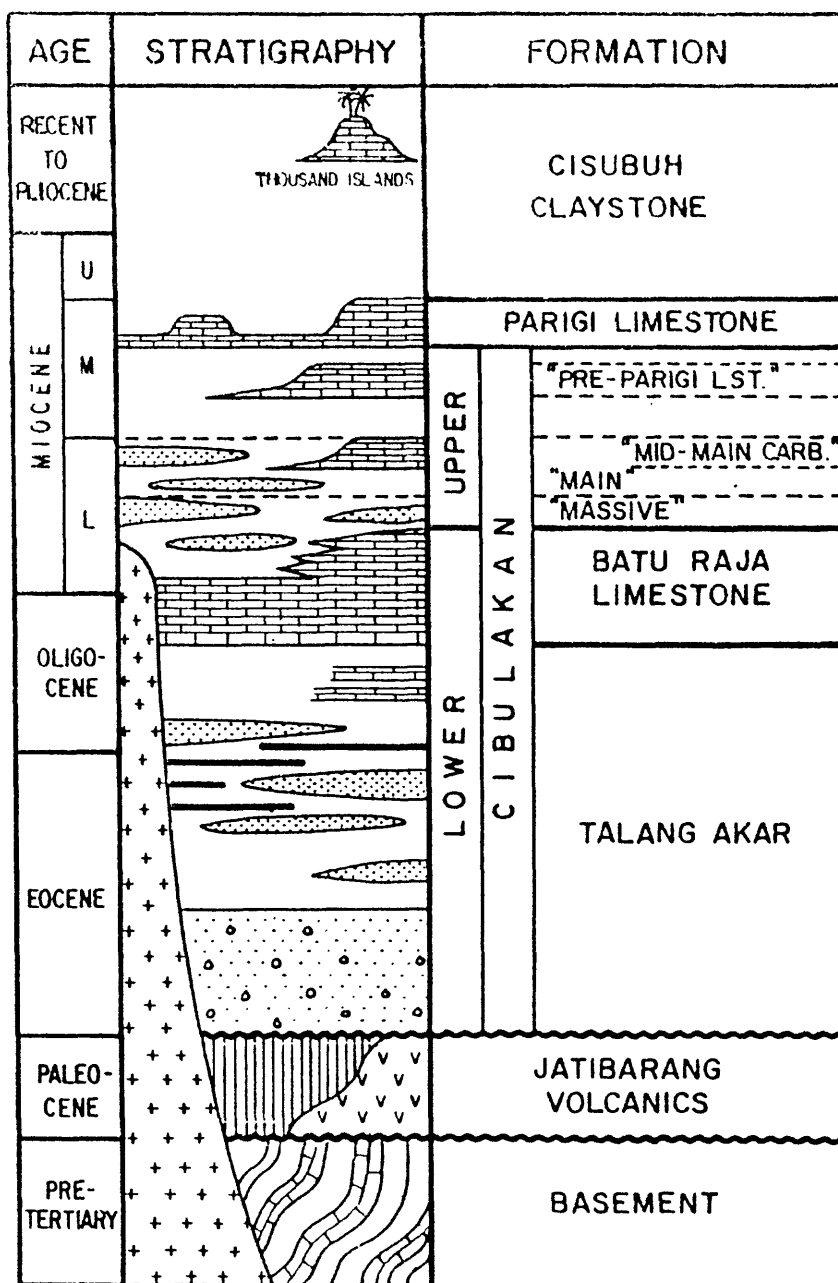 AGE
STRATIGRAPHY
FORMATION
RECENT
TO
PLIOCENE
THOUSAND ISLANDS
CISUBUH
CLAYSTONE
MIOCENE
U
M
L
PARIGI LIMESTONE
UPPER
CIBULAKAN
"PRE-PARIGI LST."
"MID-MAIN CARB."
"MAIN"
"MASSIVE"
BATU RAJA
LIMESTONE
OLIGO-
CENE
LOWER
TALANG AKAR
EOCENE
PALEO-
CENE
JATIBARANG
VOLCANICS
PRE-
TERTIARY
BASEMENT